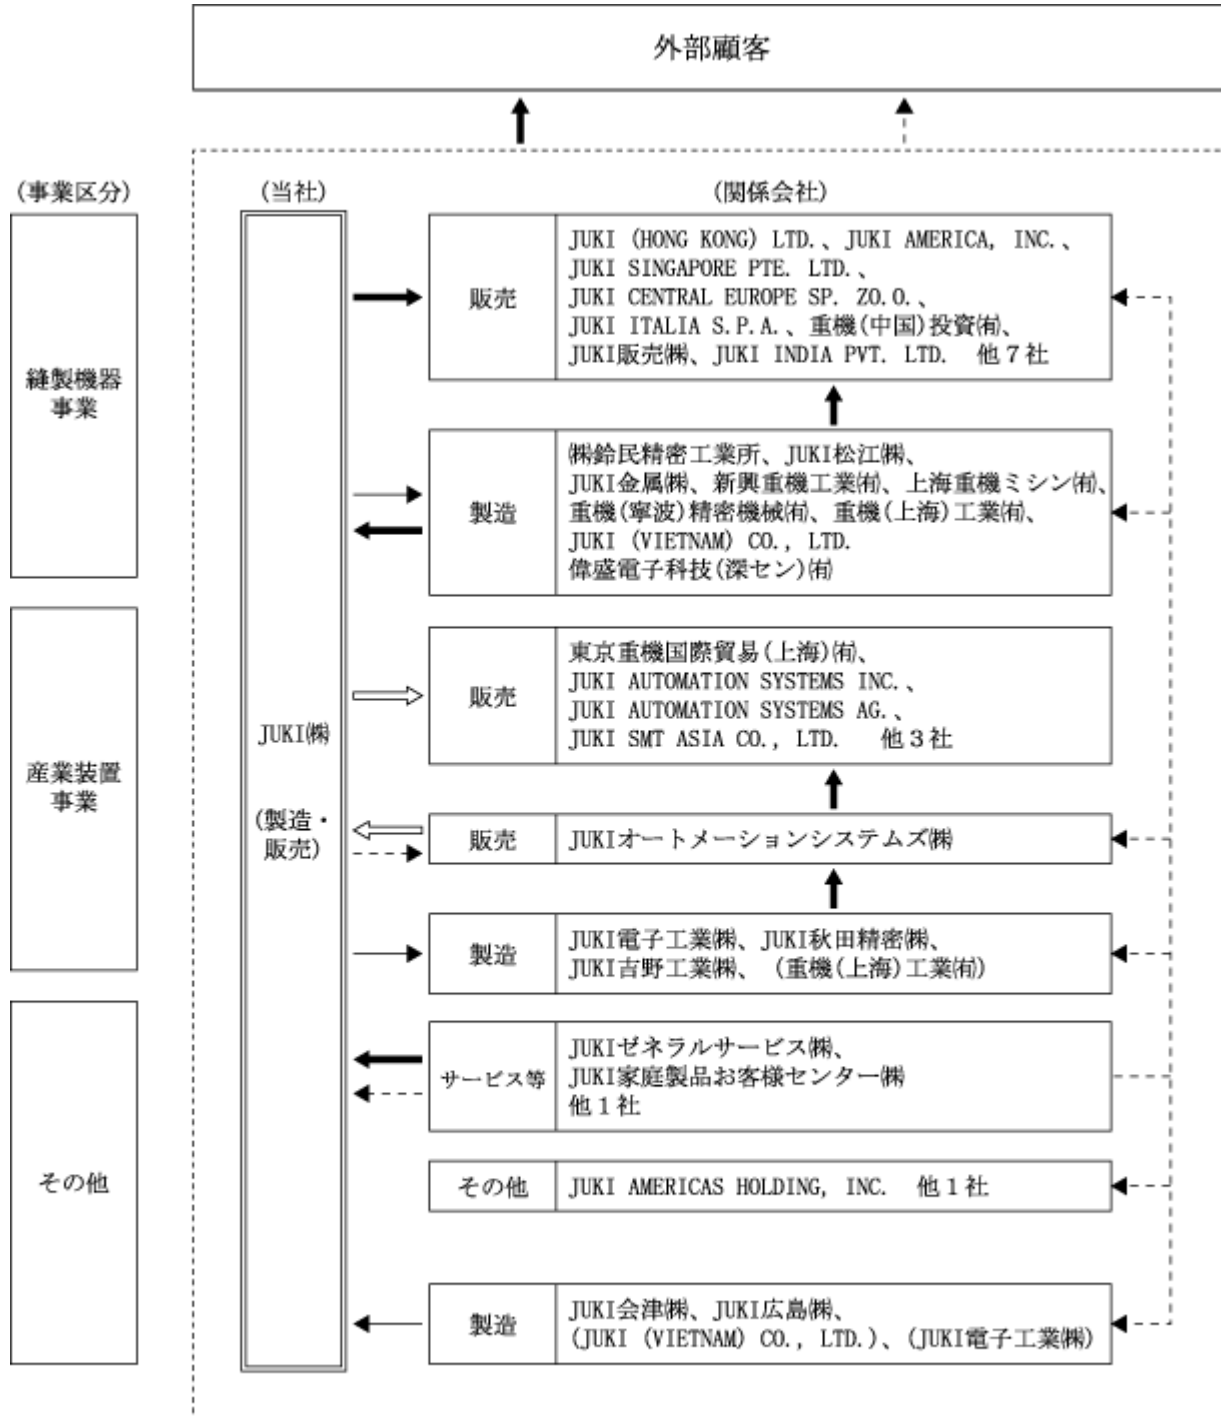 外部顧客
(事業区分)
(当社)
(関係会社)
縫製機器
事業
産業装置
事業
その他
JUKI㈱
(製造・
販売)
販売
JUKI (HONG KONG) LTD.、JUKI AMERICA, INC.、
JUKI SINGAPORE PTE. LTD.、
JUKI CENTRAL EUROPE SP. ZO.O.、
JUKI ITALIA S.P.A.、重機(中国)投資㈲、
JUKI販売㈱、JUKI INDIA PVT. LTD. 他7社
製造
㈱鈴民精密工業所、JUKI松江㈱、
JUKI金属㈱、新興重機工業㈲、上海重機ミシン㈲、
重機(寧波)精密機械㈲、重機(上海)工業㈲、
JUKI (VIETNAM) CO., LTD.
偉盛電子科技(深セン)㈲
販売
東京重機国際貿易(上海)㈲、
JUKI AUTOMATION SYSTEMS INC.、
JUKI AUTOMATION SYSTEMS AG.、
JUKI SMT ASIA CO., LTD. 他3社
販売
JUKIオートメーションシステムズ㈱
製造
JUKI電子工業㈱、JUKI秋田精密㈱、
JUKI吉野工業㈱、(重機(上海)工業㈲)
サービス等
JUKIゼネラルサービス㈱、
JUKI家庭製品お客様センター㈱
他1社
その他
JUKI AMERICAS HOLDING, INC. 他1社
製造
JUKI会津㈱、JUKI広島㈱、
(JUKI (VIETNAM) CO., LTD.)、(JUKI電子工業㈱)